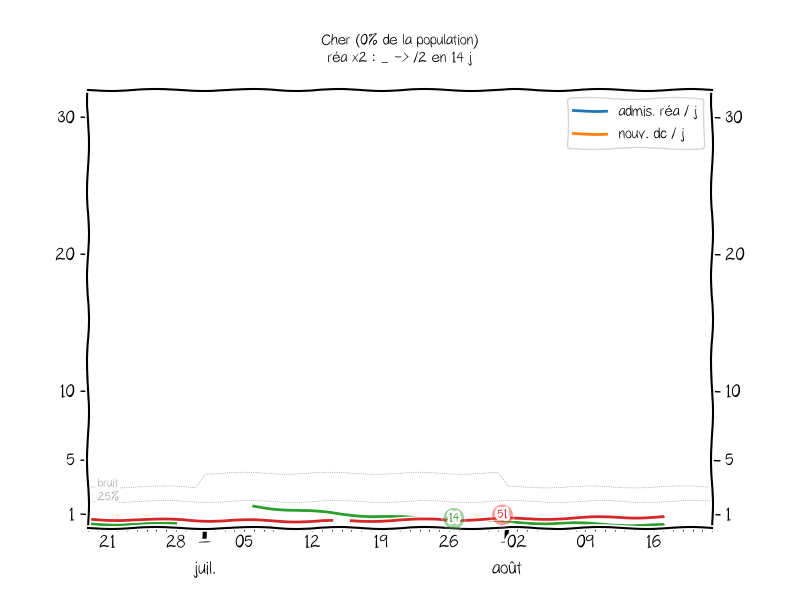 Cher (0% de la population)
réa x2 : _ -> /2 en 14 j
admis. réa / j
nouv. dc / j
30 30
20 20
10 10
5 5
bruit
25%
1 14 51 1
21 28 05 12 19 26 02 09 16
juil. août